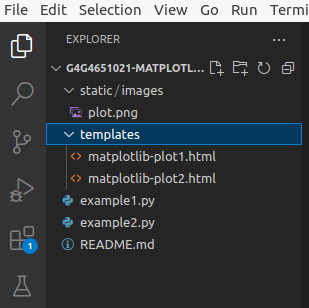 File Edit Selection View Go Run Termi
EXPLORER
G4G4651021-MATPLOTL...
static/images
plot.png
templates
<> matplotlib-plot1.html
<> matplotlib-plot2.html
example1.py
example2.py
README.md
1